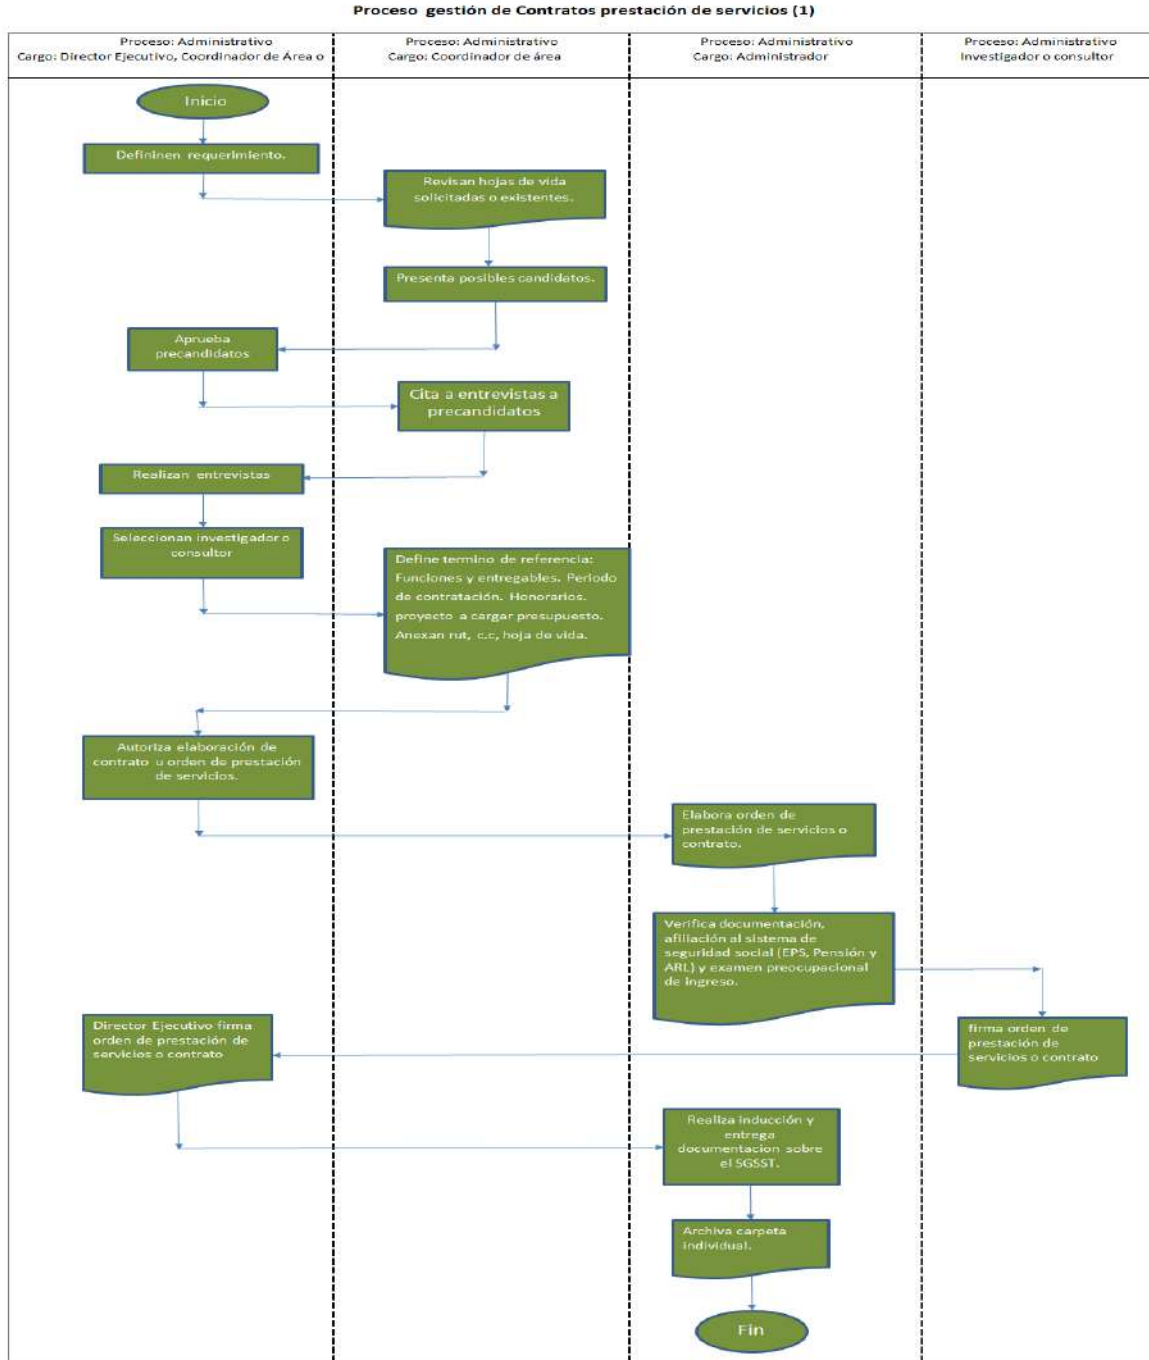 Proceso gestión de Contratos prestación de servicios (1)
Proceso: Administrativo
Cargo: Director Ejecutivo, Coordinador de Área o
Proceso: Administrativo
Cargo: Coordinador de área
Proceso: Administrativo
Cargo: Administrador
Proceso: Administrativo
Investigador o consultor
Inicio
Defininen requerimiento.
Revisan hojas de vida
solicitadas o existentes.
Presenta posibles candidatos.
Aprueba
precandidatos
Cita a entrevistas a
precandidatos
Realizan entrevistas
Seleccionan investigador o
consultor
Define termino de referencia:
Funciones y entregables. Periodo
de contratación. Honorarios.
proyecto a cargar presupuesto.
Anexan rut, c.c, hoja de vida.
Autoriza elaboración de
contrato u orden de prestación
de servicios.
Elabora orden de
prestación de servicios o
contrato.
Verifica documentación,
afiliación al sistema de
seguridad social (EPS, Pensión y
ARL) y examen preocupacional
de ingreso.
Director Ejecutivo firma
orden de prestación de
servicios o contrato
firma orden de
prestación de
servicios o contrato
Realiza inducción y
entrega
documentacion sobre
el SGSST.
Archiva carpeta
individual.
Fin